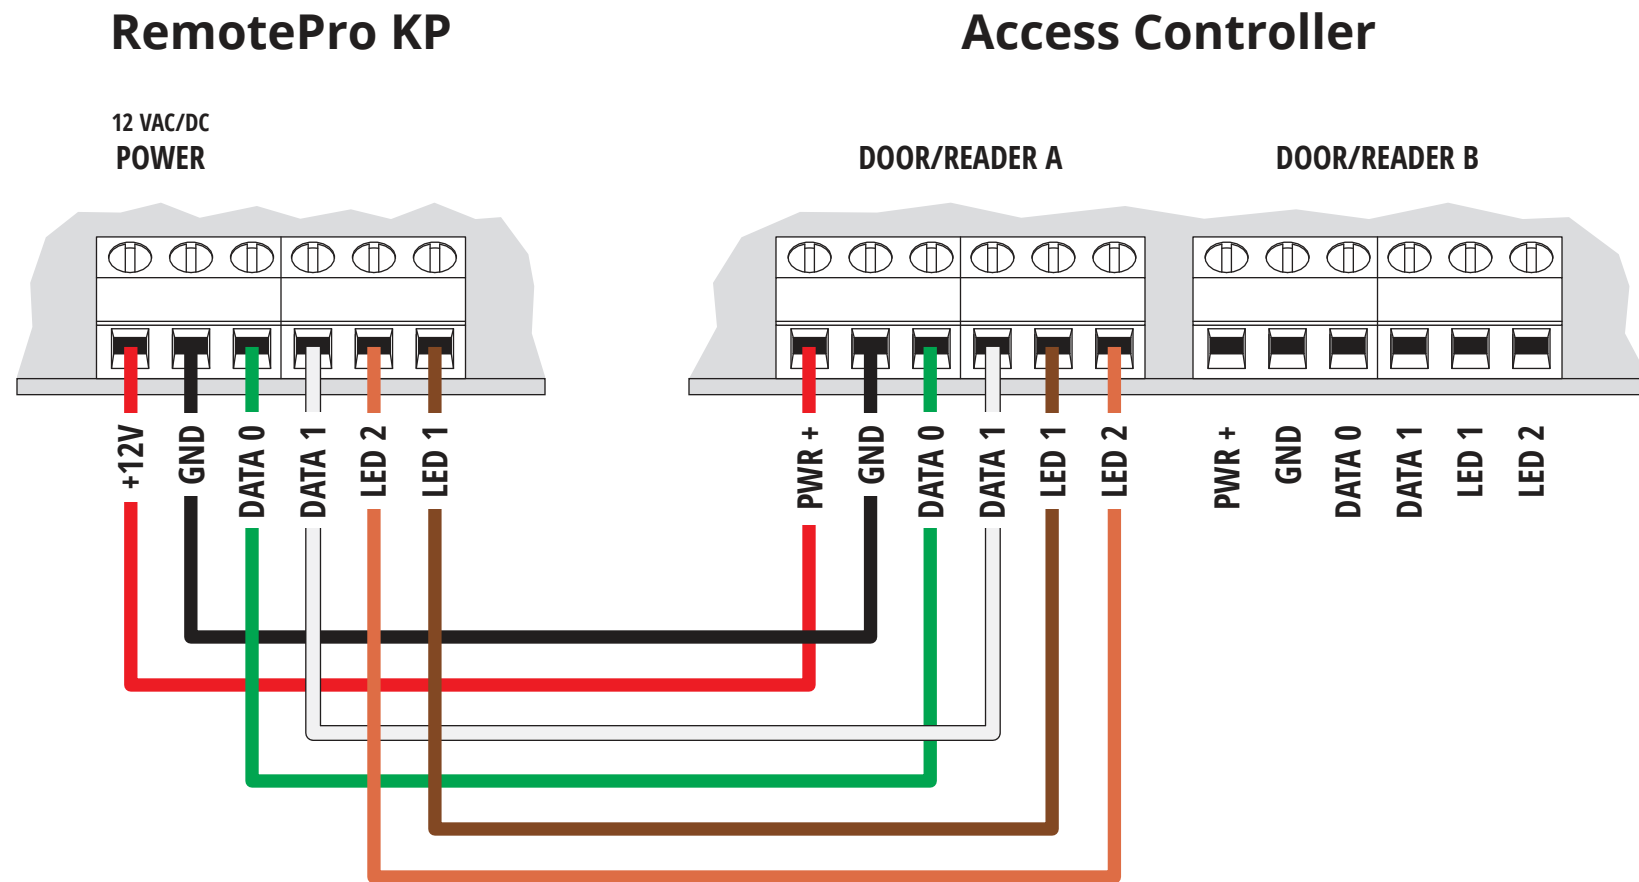 RemotePro KP
Access Controller
12 VAC/DC
POWER
DOOR/READER A
DOOR/READER B
+12V
GND
DATA 0
DATA 1
LED 2
LED 1
PWR +
GND
DATA 0
DATA 1
LED 1
LED 2
PWR +
GND
DATA 0
DATA 1
LED 1
LED 2